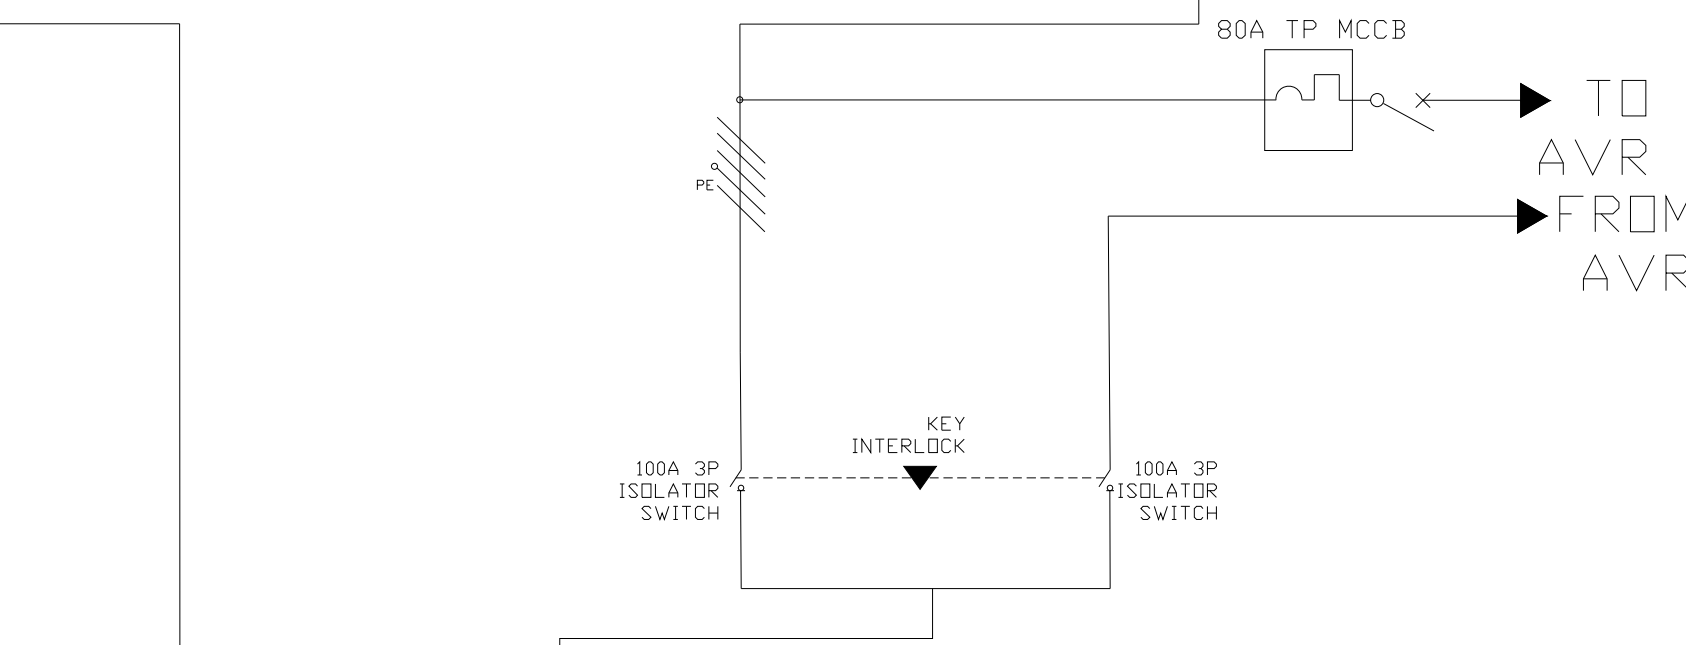 80A TP MCCB
TO
AVR
PE
FROM
AVR
KEY
INTERLOCK
100A 3P
ISOLATOR
SWITCH
100A 3P
ISOLATOR
SWITCH